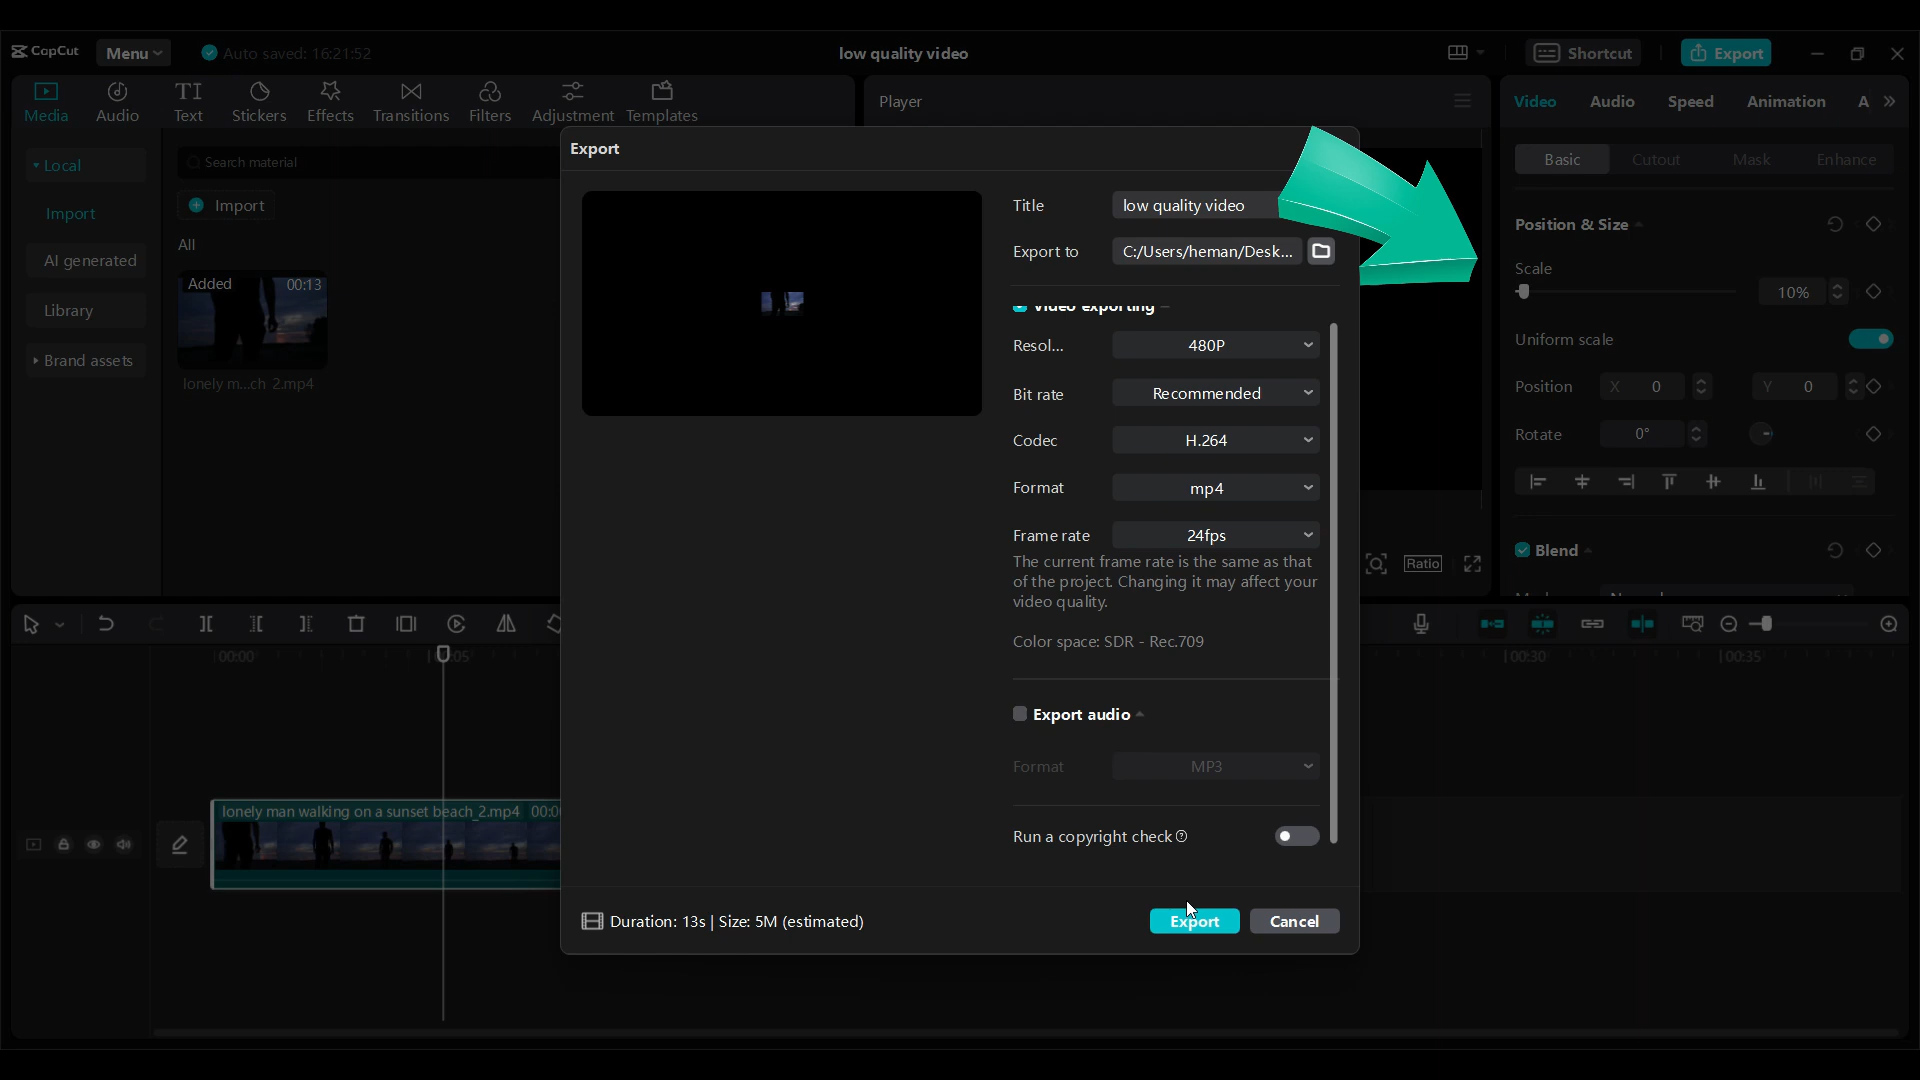 CapCut
Menu
Auto saved: 16:21:52
low quality video
Shortcut
Export
Media
Audio
Text
Stickers
Effects
Transitions
Filters
Adjustment
Templates
Player
Video
Audio
Speed
Animation
A
Local
Import
AI generated
Library
Brand assets
Search material
Import
All
Added
00:13
lonely m...ch 2.mp4
Export
Title
low quality video
Export to
C:/Users/heman/Desk...
Video exporting
Resol...
480P
Bit rate
Recommended
Codec
H.264
Format
mp4
Frame rate
24fps
The current frame rate is the same as that
of the project. Changing it may affect your
video quality.
Color space: SDR - Rec.709
Export audio
Format
MP3
Run a copyright check
Duration: 13s | Size: 5M (estimated)
Export
Cancel
Basic
Cutout
Mask
Enhance
Position & Size
Scale
10%
Uniform scale
Position
X
0
Y
0
Rotate
0°
Blend
Ratio
00:00
00:30
00:35
lonely man walking on a sunset beach_2.mp4